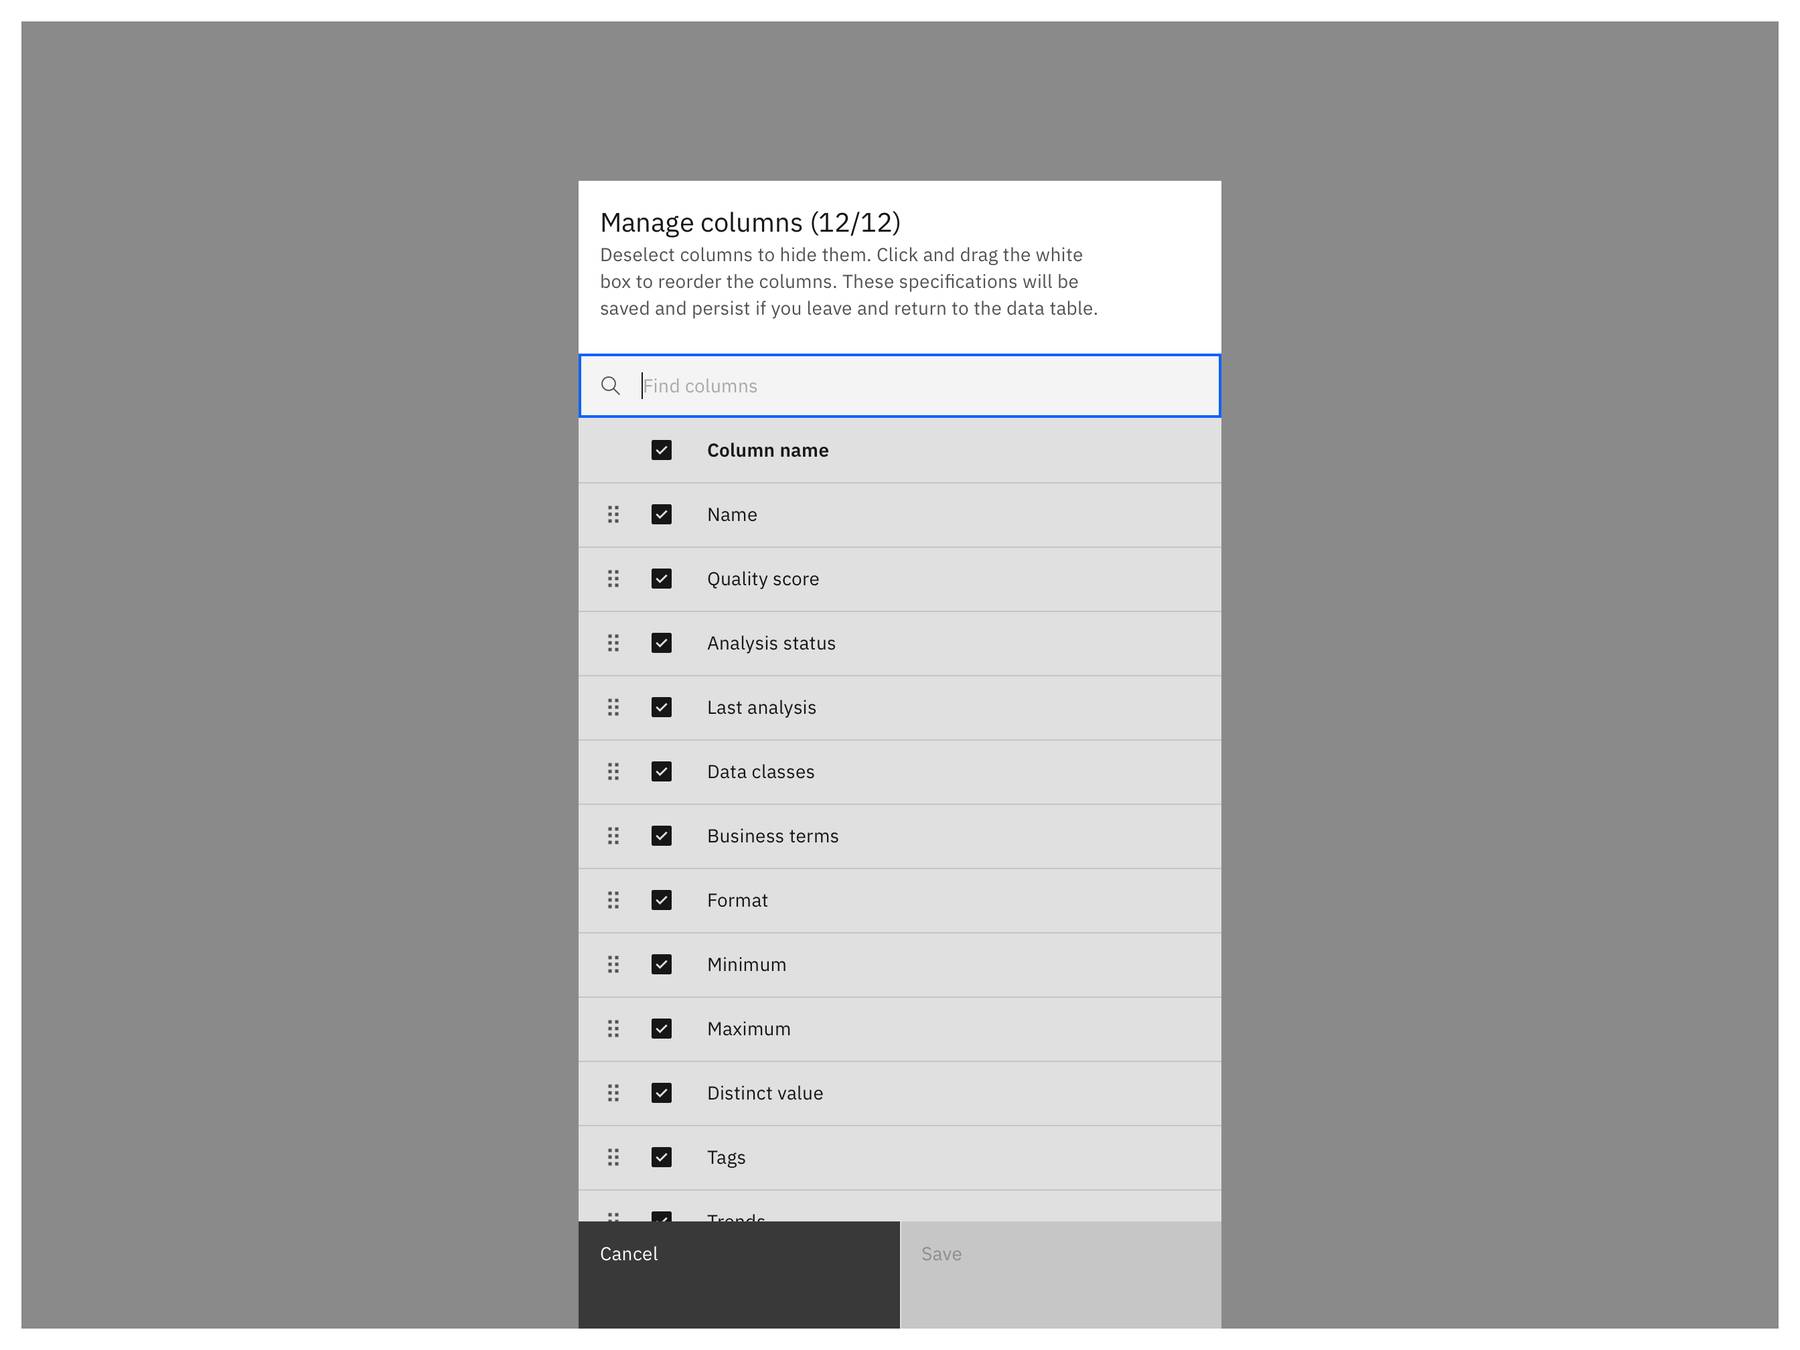 Manage columns (12/12)
Deselect columns to hide them. Click and drag the white
box to reorder the columns. These specifications will be
saved and persist if you leave and return to the data table.
Find columns
Column name
Name
Quality score
Analysis status
Last analysis
Data classes
Business terms
Format
Minimum
Maximum
Distinct value
Tags
Trends
Cancel
Save